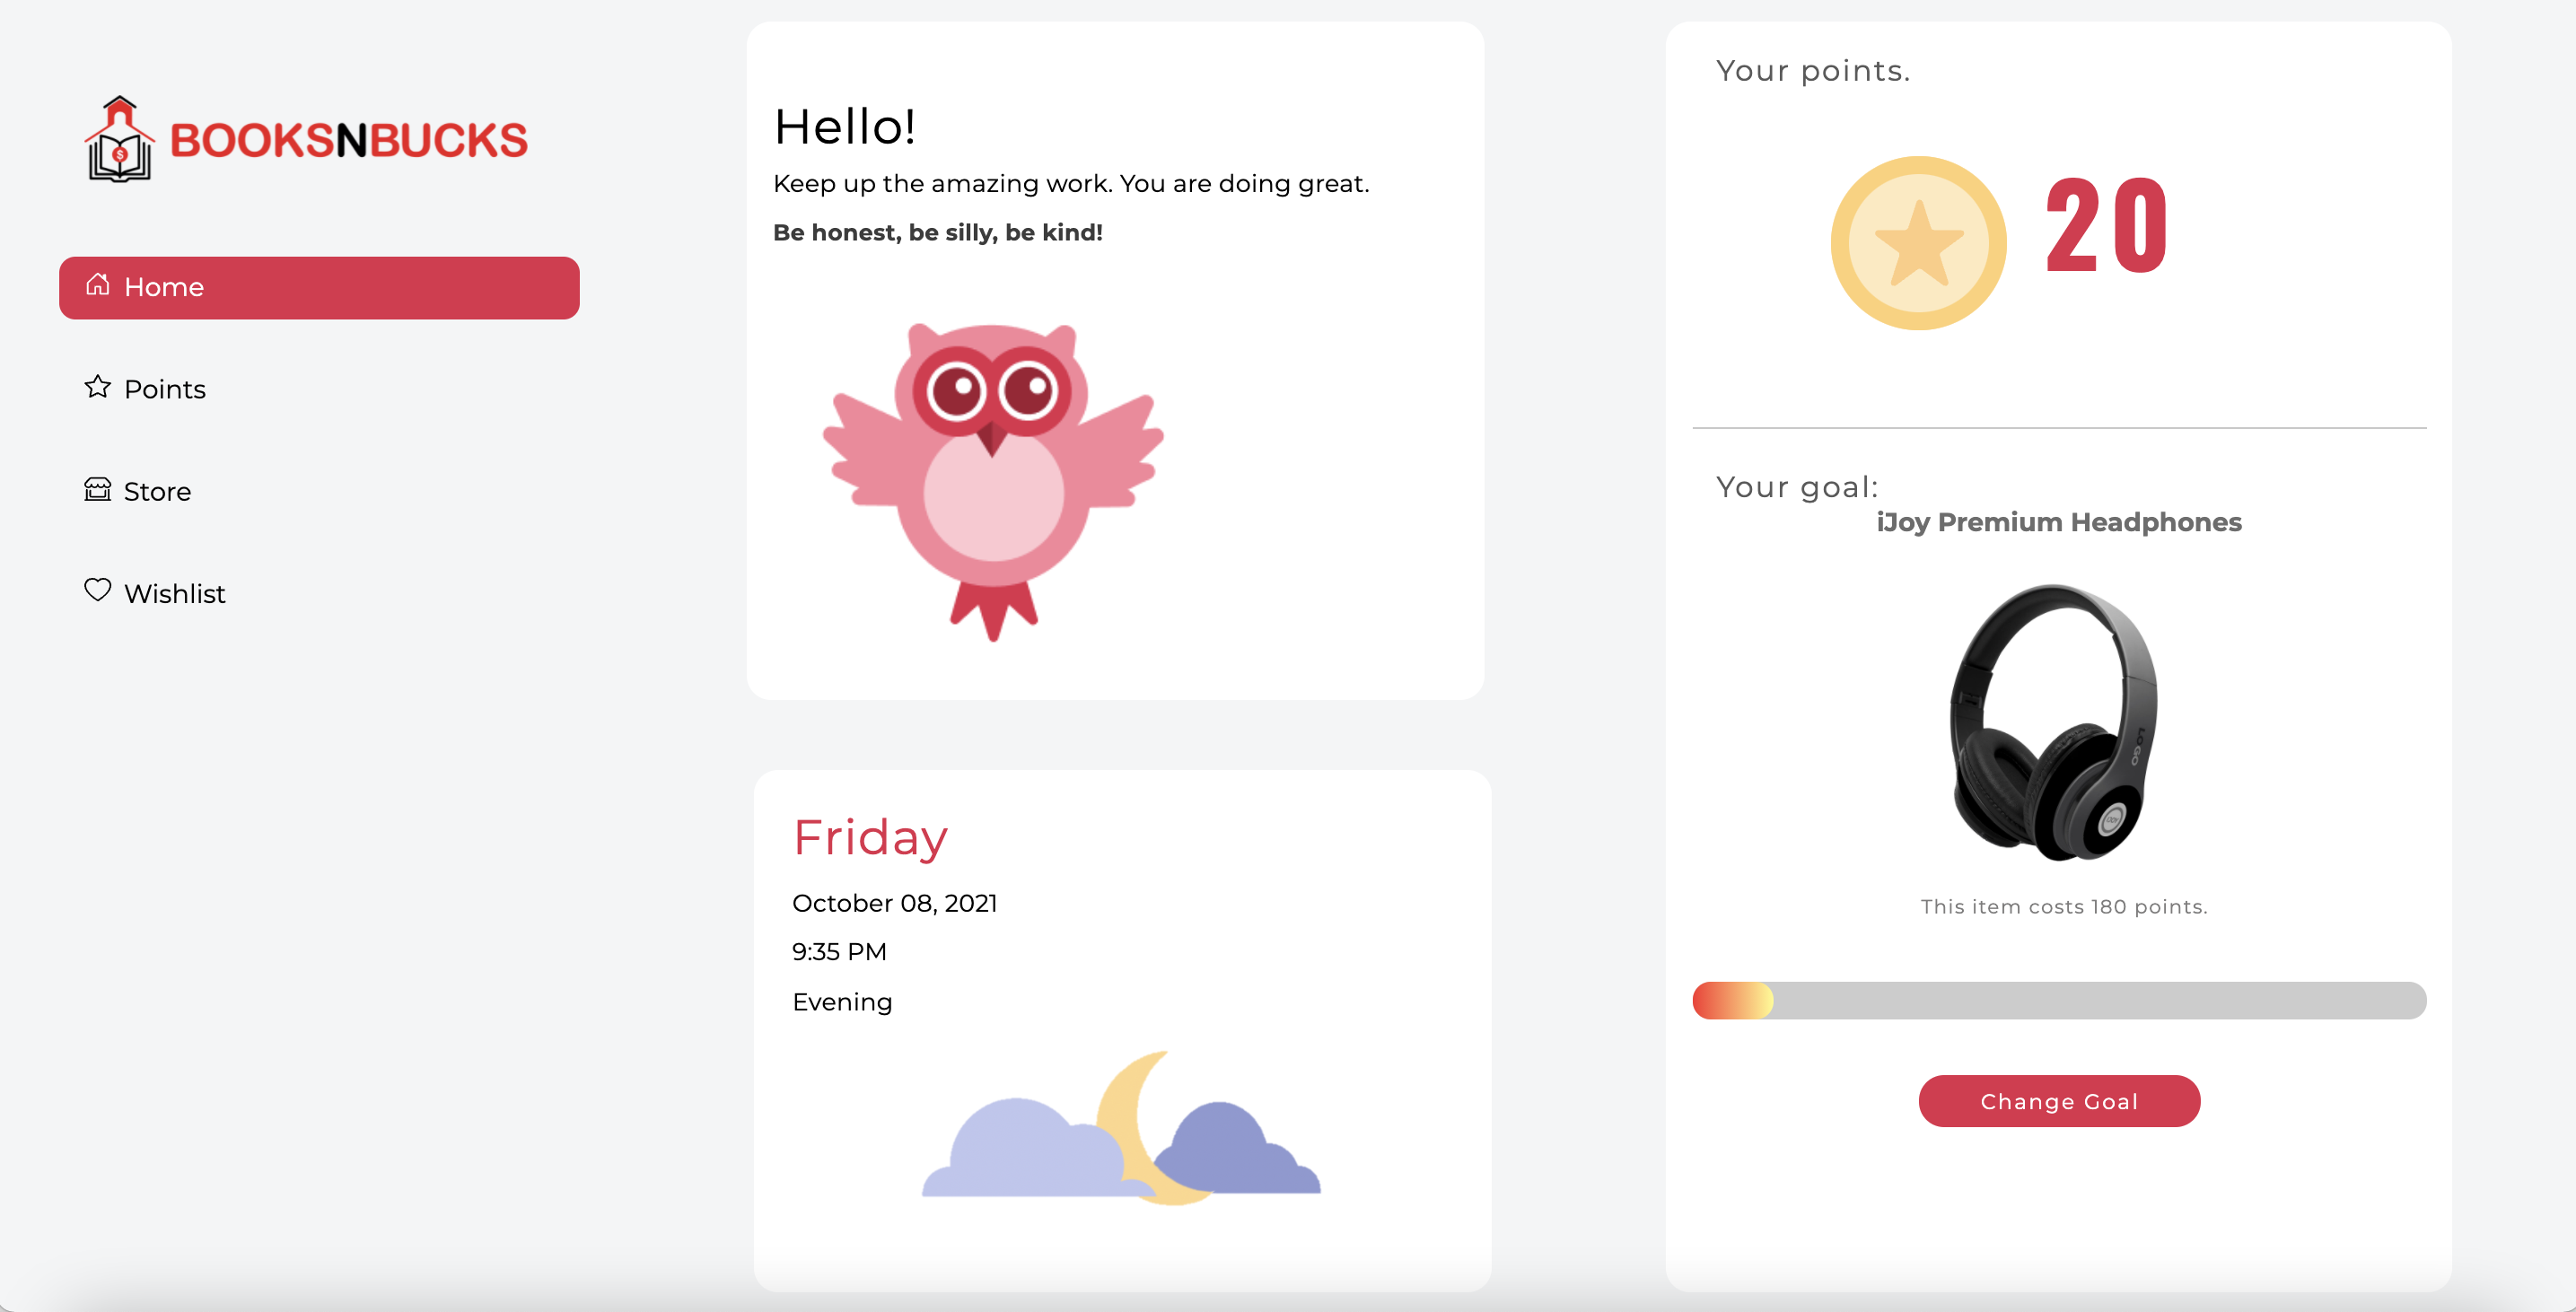 BOOKSNBUCKS
Home
Points
Store
Wishlist
Hello!
Keep up the amazing work. You are doing great.
Be honest, be silly, be kind!
Friday
October 08, 2021
9:35 PM
Evening
Your points.
20
Your goal:
iJoy Premium Headphones
LOGO
This item costs 180 points.
Change Goal